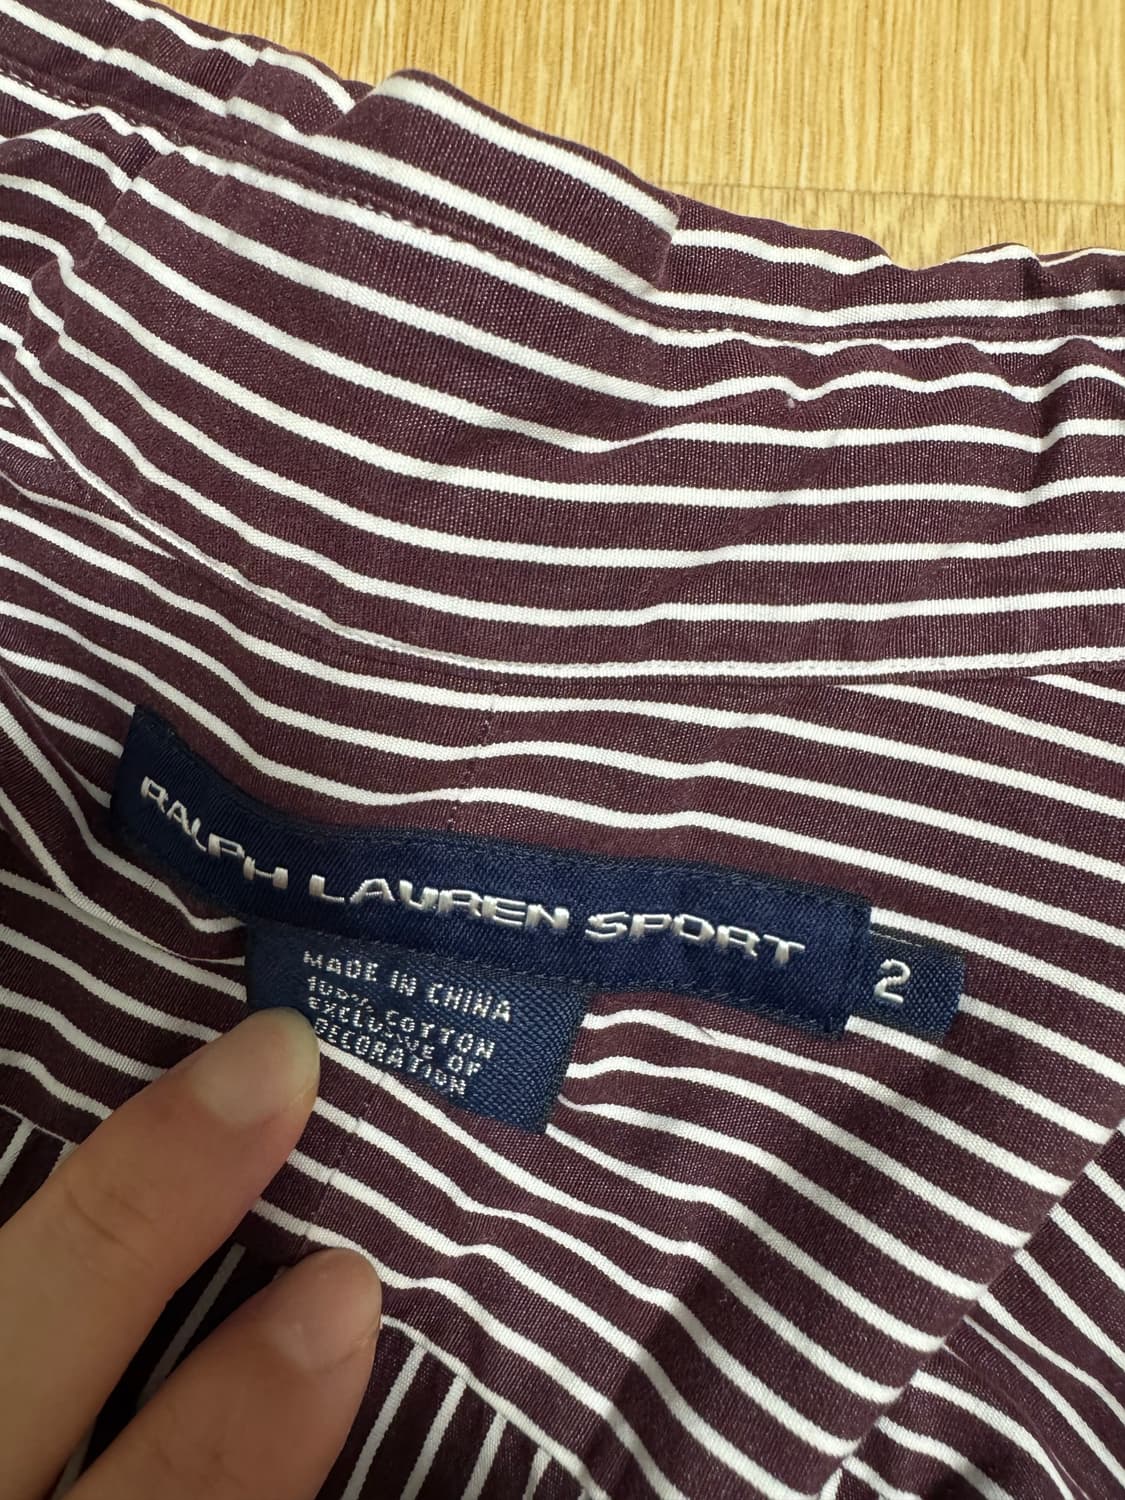 RALPH LAUREN SPORT
2
MADE IN CHINA
100% COTTON
EXCLUSIVE OF
DECORATION